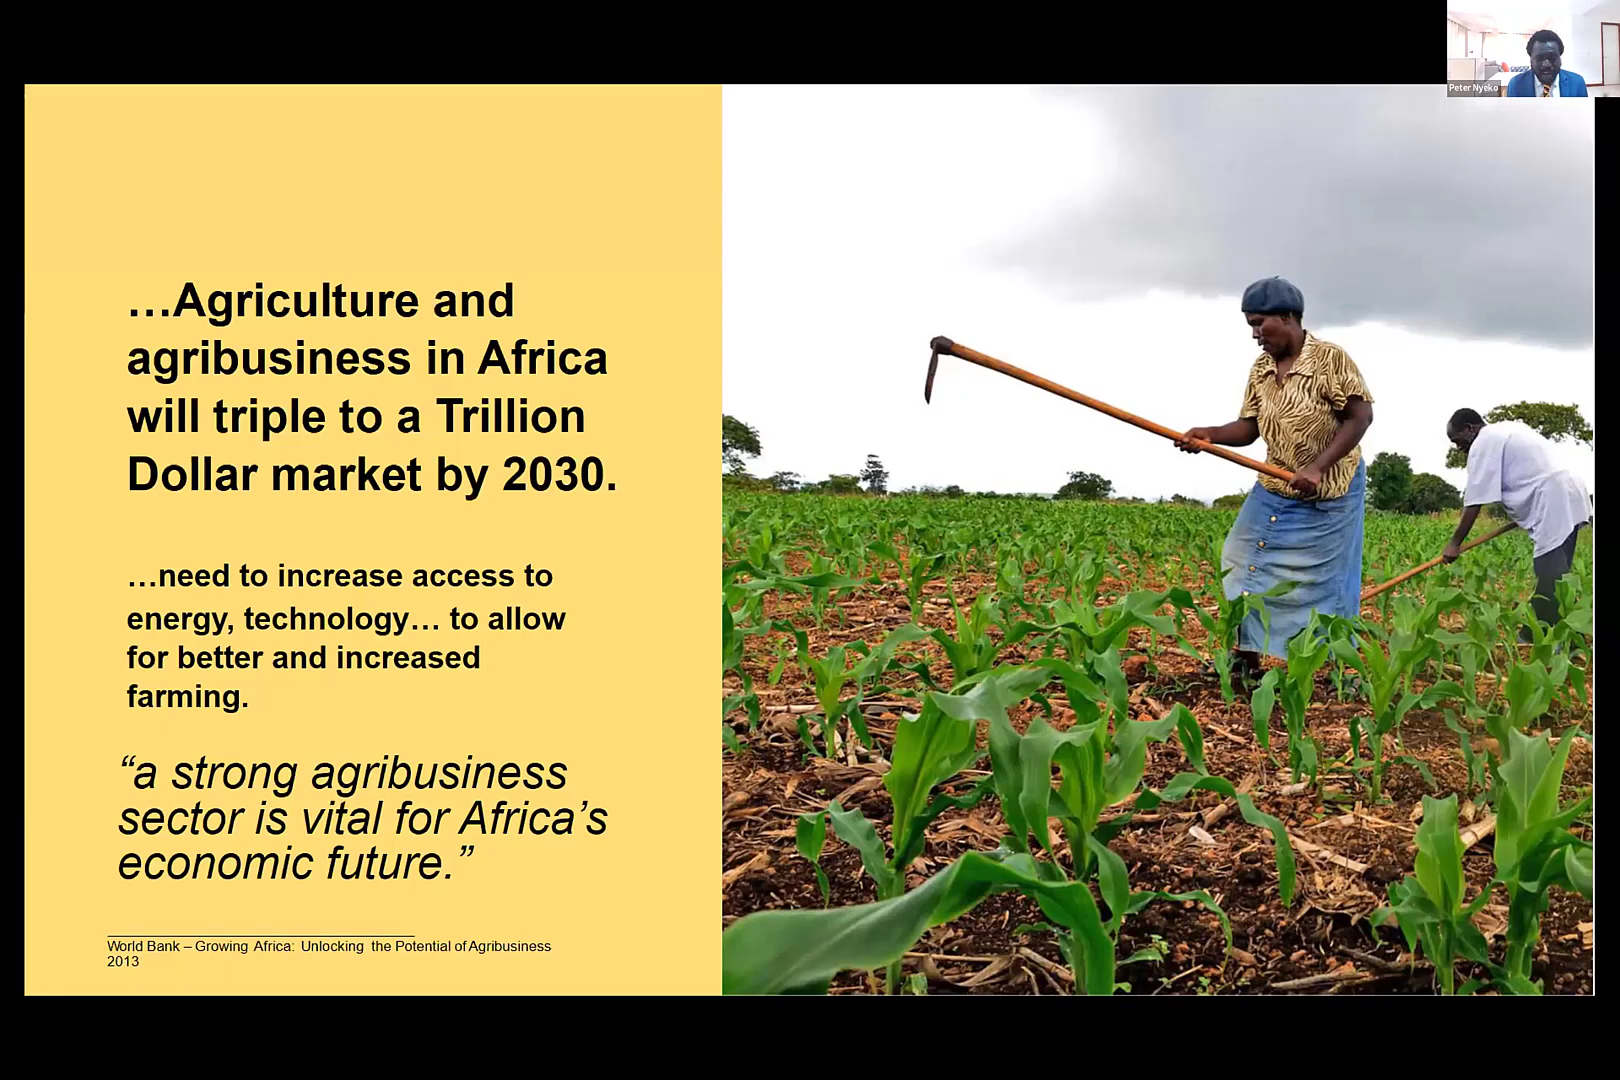 Peter Nyeko
…Agriculture and
agribusiness in Africa
will triple to a Trillion
Dollar market by 2030.
…need to increase access to
energy, technology… to allow
for better and increased
farming.
“a strong agribusiness
sector is vital for Africa’s
economic future.”
World Bank – Growing Africa: Unlocking the Potential of Agribusiness
2013